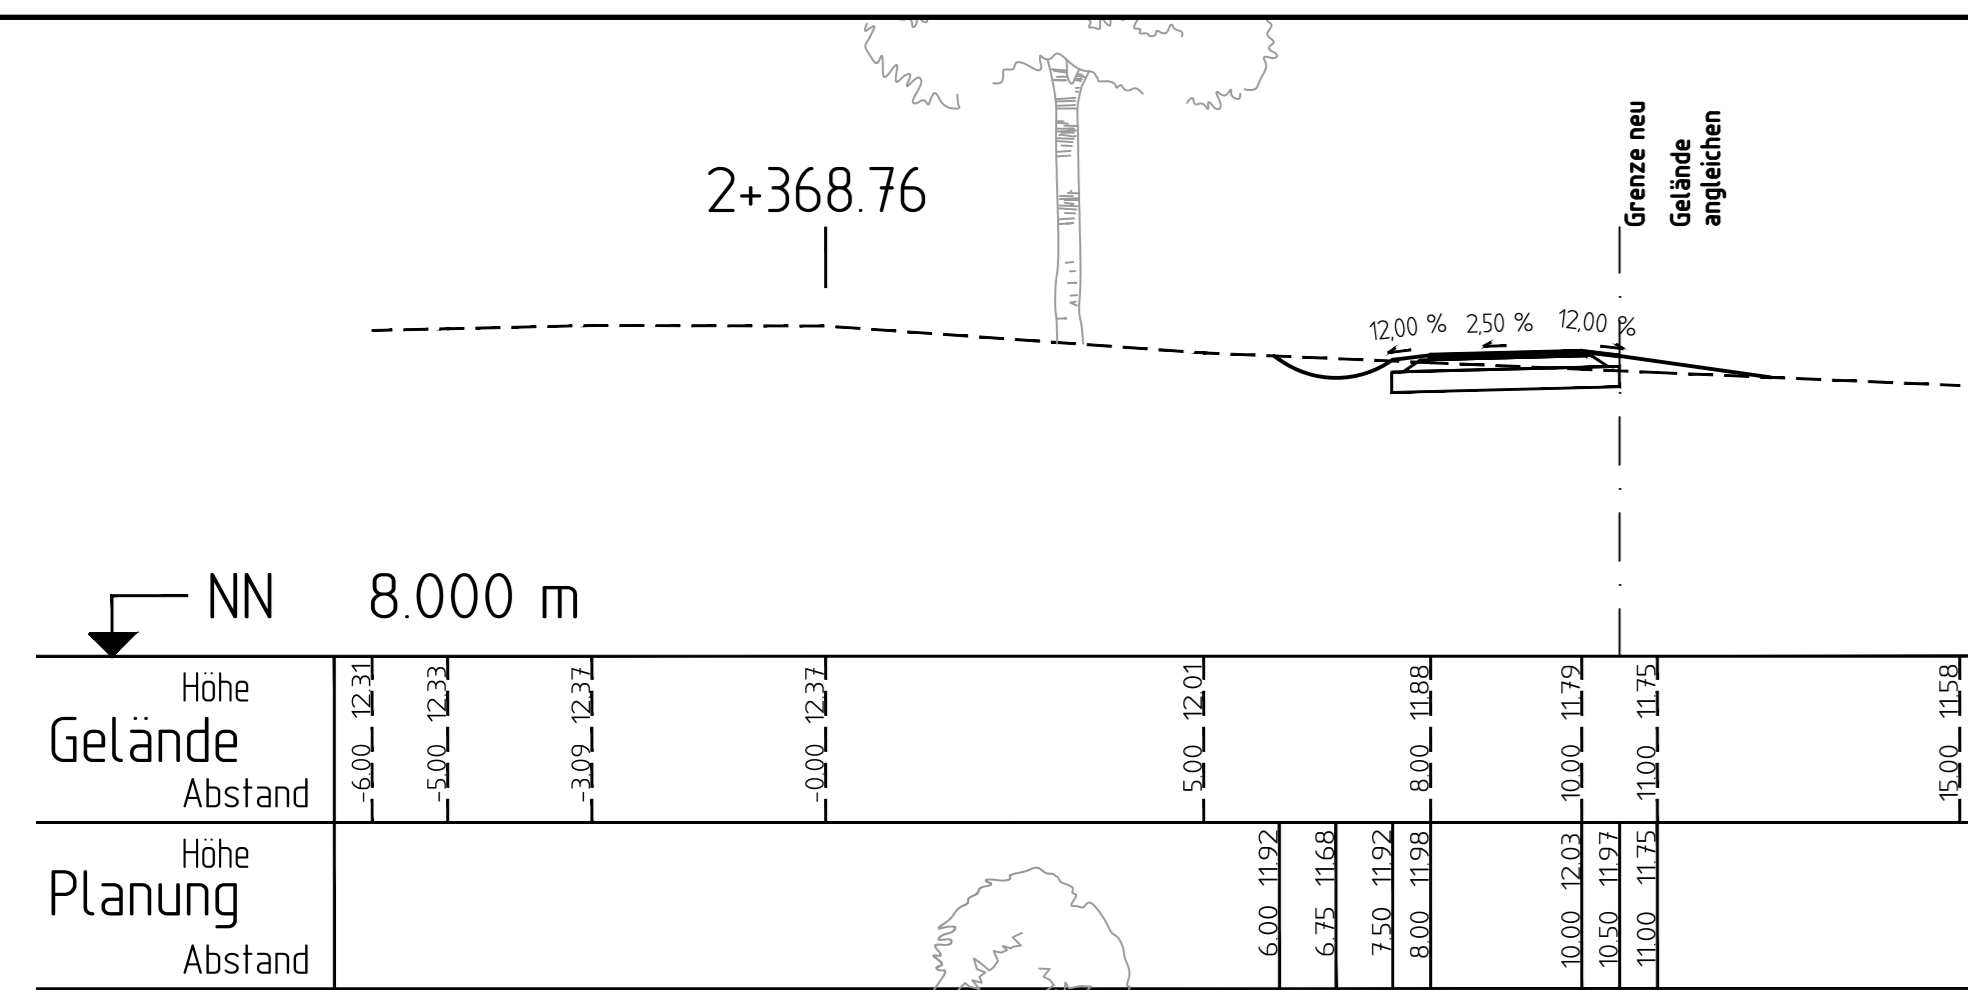 2+368.76
Grenze neu
Gelände
angleichen
12,00 % 2,50 % 12,00 %
NN 8.000 m
Höhe
12.31 12.33 12.37 12.37 12.01 11.88 11.79 11.75 11.58
Gelände
Abstand
-6.00 -5.00 -3.09 -0.00 5.00 8.00 10.00 11.00 15.00
Höhe
11.92 11.68 11.92 11.98 12.03 11.97 11.75
Planung
Abstand
6.00 6.75 7.50 8.00 10.00 10.50 11.00